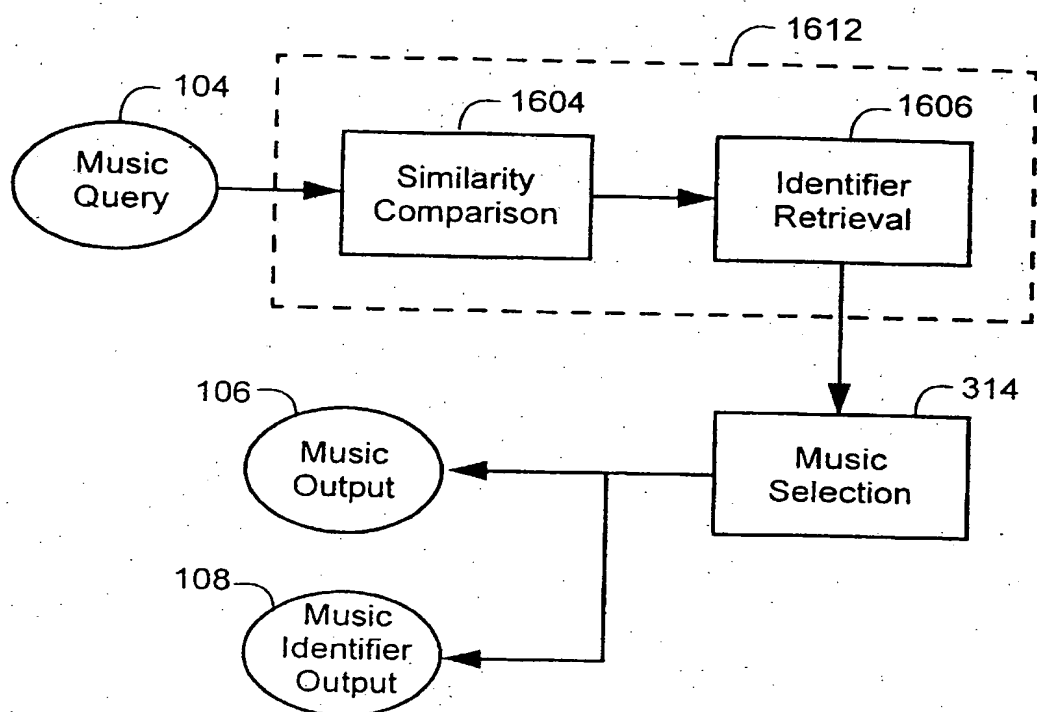 1612
104
1604
1606
Music
Query
Similarity
Comparison
Identifier
Retrieval
106
314
Music
Output
Music
Selection
108
Music
Identifier
Output